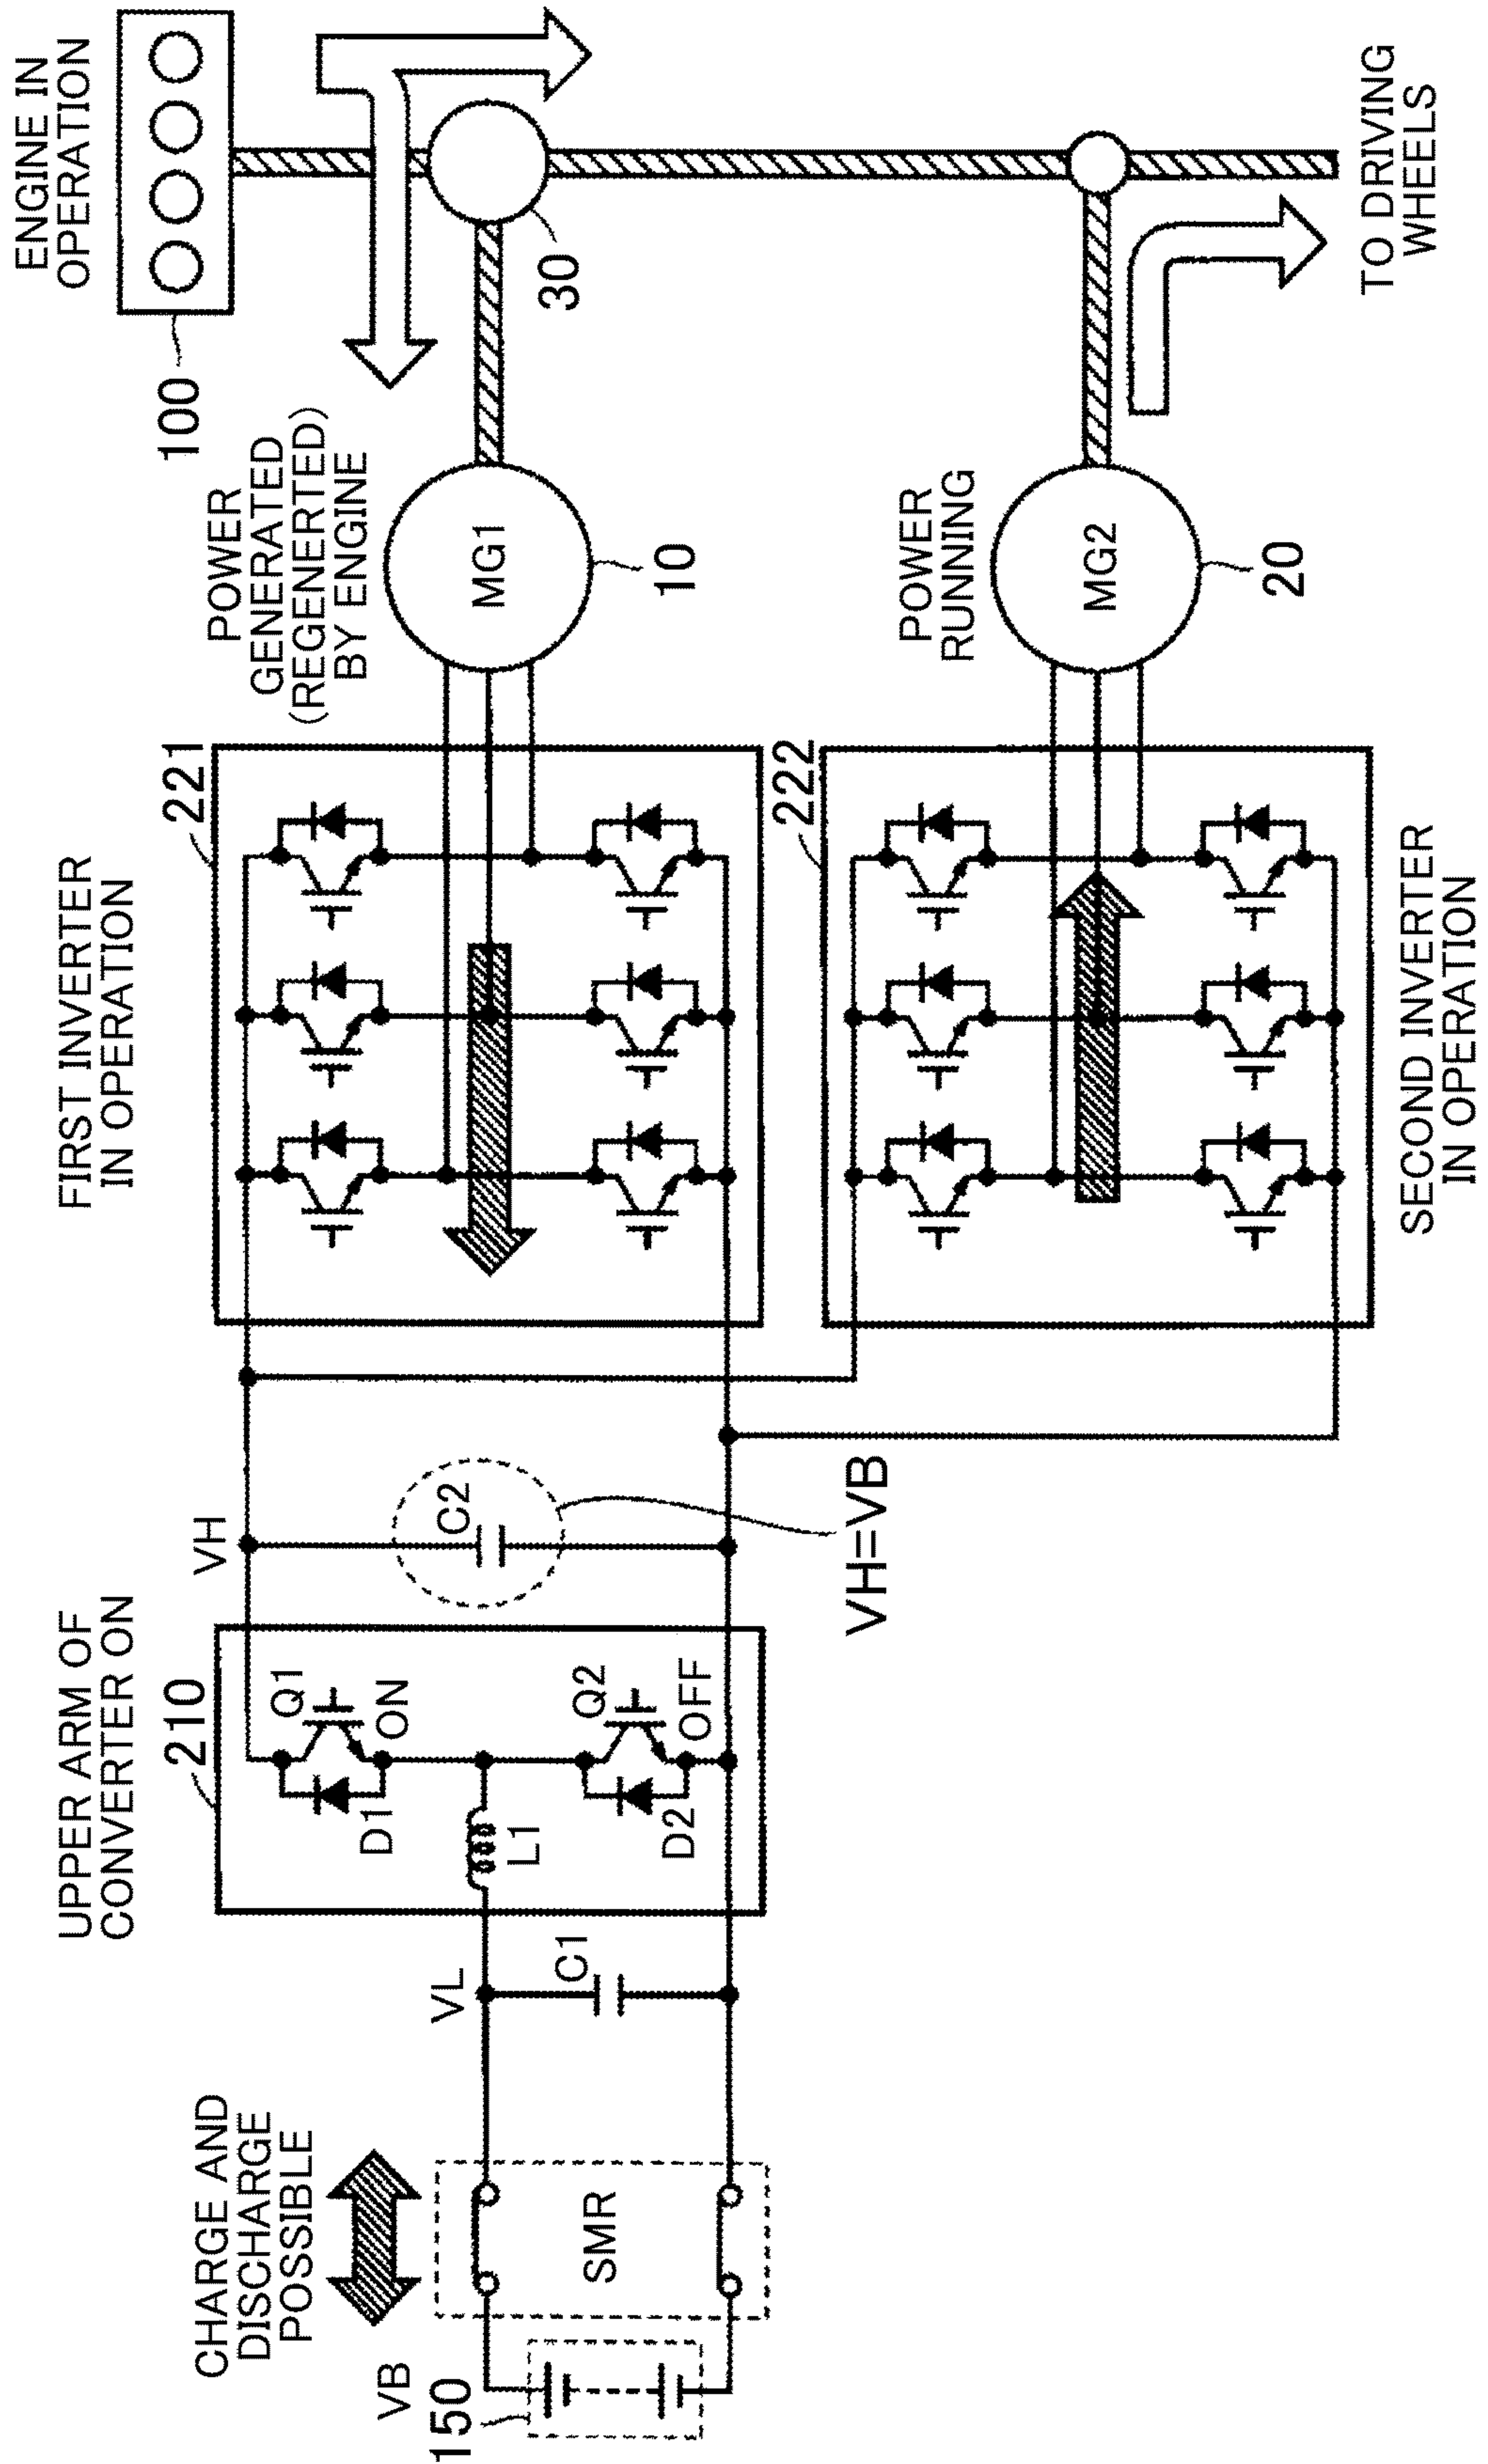 CHARGE AND
DISCHARGE
POSSIBLE
VB
150
SMR
VL
C1
UPPER ARM OF
CONVERTER ON
210
Q1
ON
D1
L1
Q2
OFF
D2
VH
C2
VH=VB
FIRST INVERTER
IN OPERATION
221
222
SECOND INVERTER
IN OPERATION
POWER
GENERATED
(REGENERTED)
BY ENGINE
MG1
10
POWER
RUNNING
MG2
20
ENGINE IN
OPERATION
100
30
TO DRIVING
WHEELS